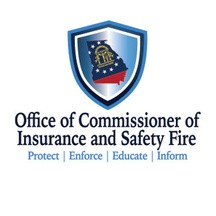 Office of Commissioner of
Insurance and Safety Fire
Protect | Enforce | Educate | Inform